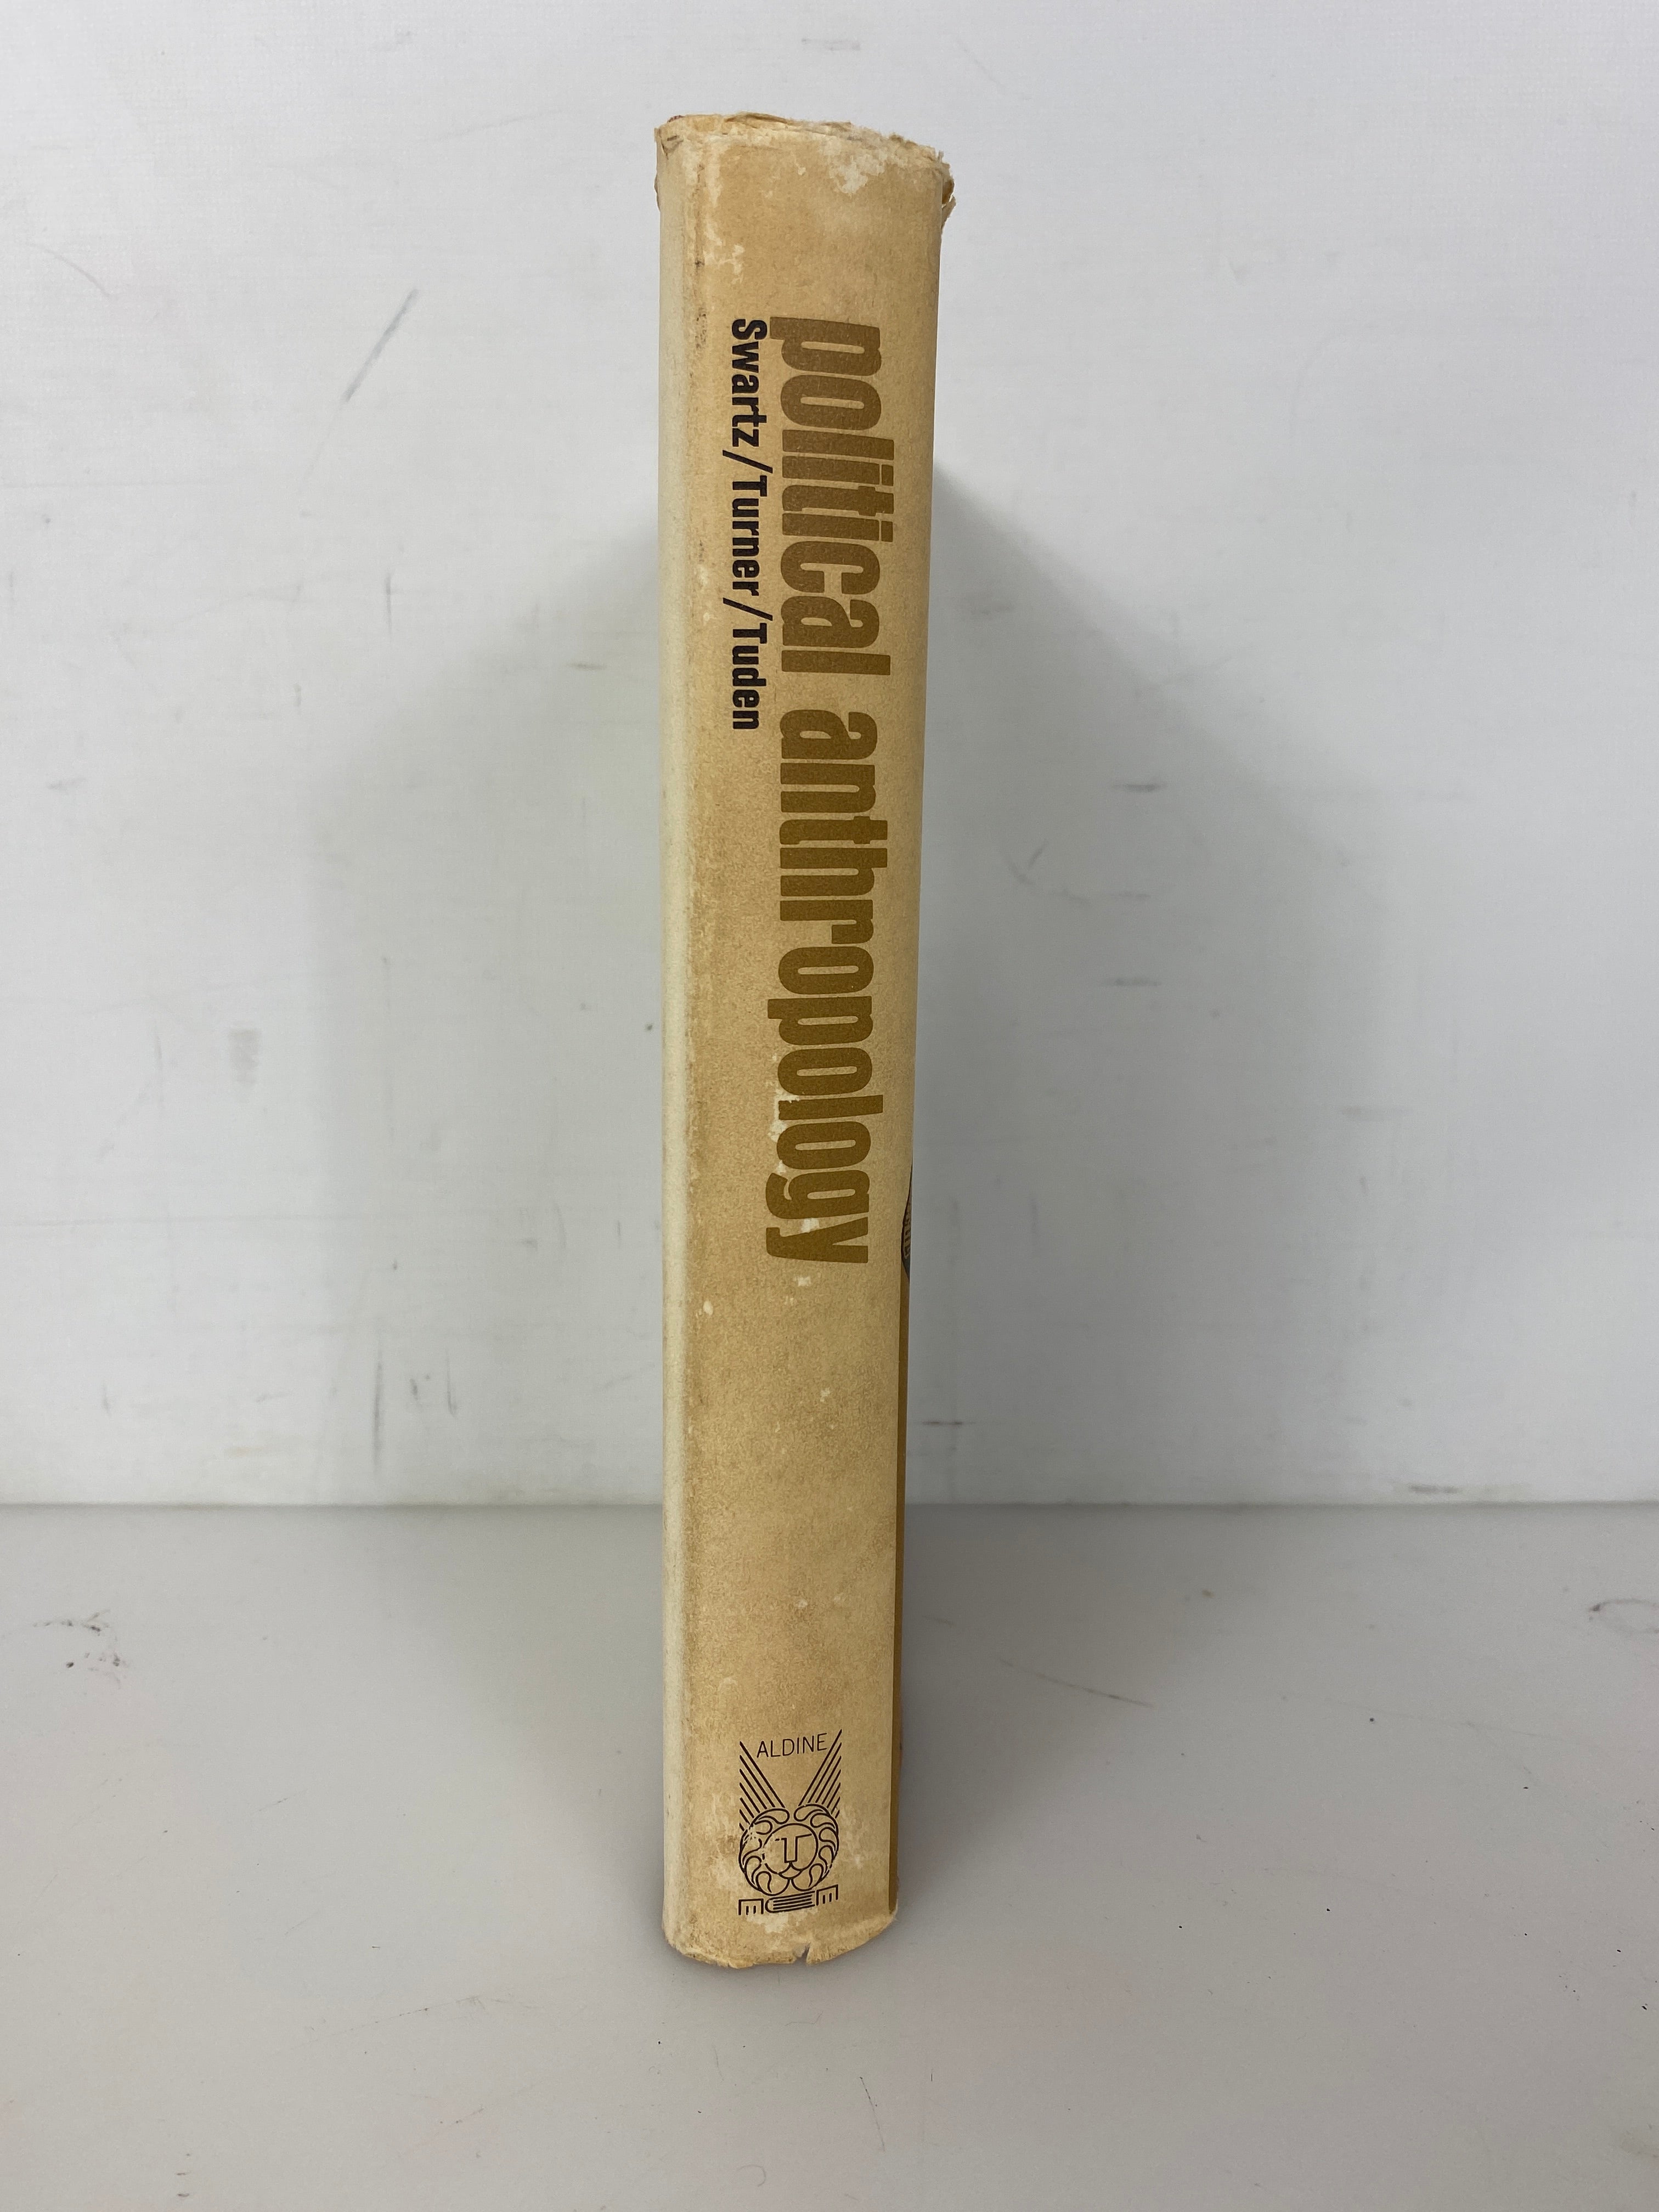 political anthropology
Swartz/Turner/Tuden
ALDINE